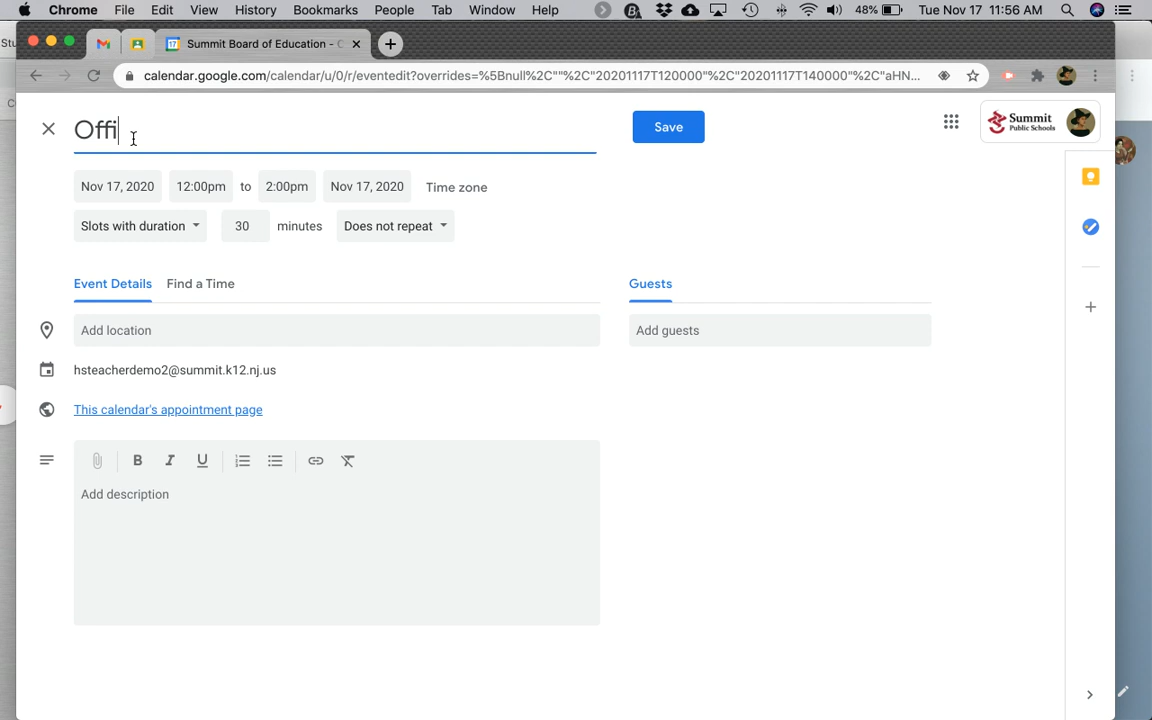 Chrome File Edit View History Bookmarks People Tab Window Help 48% Tue Nov 17 11:56 AM
Summit Board of Education - C
calendar.google.com/calendar/u/0/r/eventedit?overrides=%5Bnull%2C""%2C"20201117T120000"%2C"20201117T140000"%2C"aHN...
Offi
Save
Summit
Public Schools
Nov 17, 2020 12:00pm to 2:00pm Nov 17, 2020 Time zone
Slots with duration 30 minutes Does not repeat
Event Details Find a Time Guests
Add location Add guests
hsteacherdemo2@summit.k12.nj.us
This calendar's appointment page
B I U
Add description